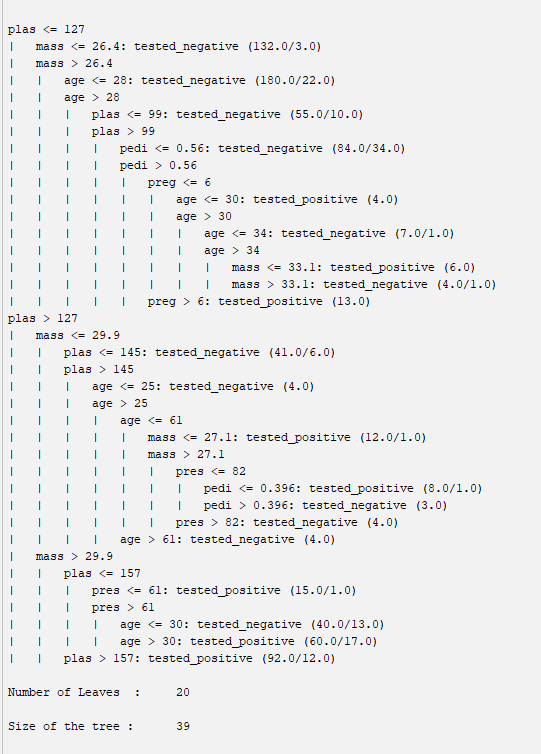 plas <= 127
|   mass <= 26.4: tested_negative (132.0/3.0)
|   mass > 26.4
|   |   age <= 28: tested_negative (180.0/22.0)
|   |   age > 28
|   |   |   plas <= 99: tested_negative (55.0/10.0)
|   |   |   plas > 99
|   |   |   |   pedi <= 0.56: tested_negative (84.0/34.0)
|   |   |   |   pedi > 0.56
|   |   |   |   |   preg <= 6
|   |   |   |   |   |   age <= 30: tested_positive (4.0)
|   |   |   |   |   |   age > 30
|   |   |   |   |   |   |   age <= 34: tested_negative (7.0/1.0)
|   |   |   |   |   |   |   age > 34
|   |   |   |   |   |   |   |   mass <= 33.1: tested_positive (6.0)
|   |   |   |   |   |   |   |   mass > 33.1: tested_negative (4.0/1.0)
|   |   |   |   |   preg > 6: tested_positive (13.0)
plas > 127
|   mass <= 29.9
|   |   plas <= 145: tested_negative (41.0/6.0)
|   |   plas > 145
|   |   |   age <= 25: tested_negative (4.0)
|   |   |   age > 25
|   |   |   |   age <= 61
|   |   |   |   |   mass <= 27.1: tested_positive (12.0/1.0)
|   |   |   |   |   mass > 27.1
|   |   |   |   |   |   pres <= 82
|   |   |   |   |   |   |   pedi <= 0.396: tested_positive (8.0/1.0)
|   |   |   |   |   |   |   pedi > 0.396: tested_negative (3.0)
|   |   |   |   |   |   pres > 82: tested_negative (4.0)
|   |   |   |   age > 61: tested_negative (4.0)
|   mass > 29.9
|   |   plas <= 157
|   |   |   pres <= 61: tested_positive (15.0/1.0)
|   |   |   pres > 61
|   |   |   |   age <= 30: tested_negative (40.0/13.0)
|   |   |   |   age > 30: tested_positive (60.0/17.0)
|   |   plas > 157: tested_positive (92.0/12.0)
Number of Leaves  :     20
Size of the tree :      39